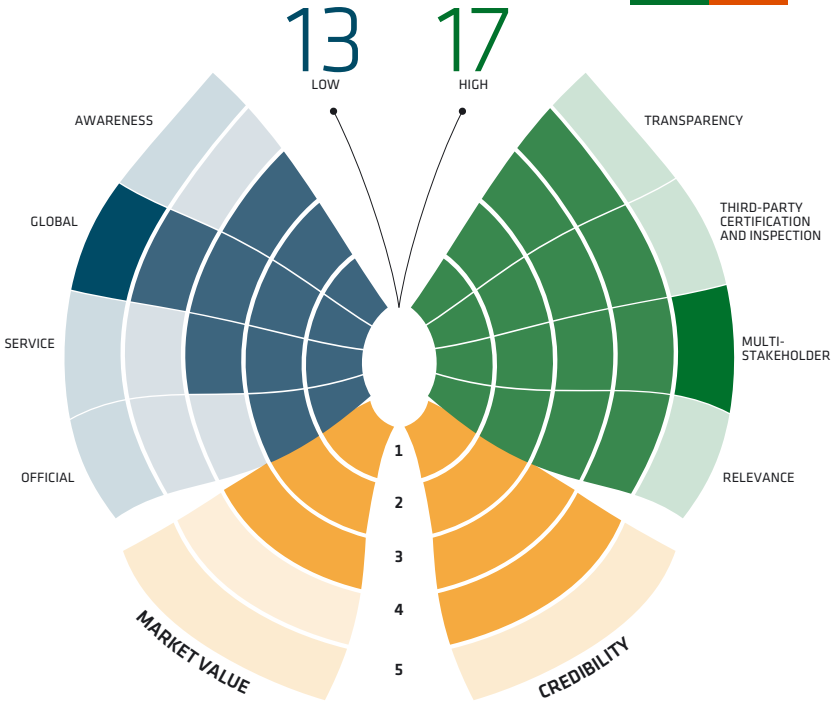 13
17
LOW
HIGH
AWARENESS
TRANSPARENCY
GLOBAL
THIRD-PARTY
CERTIFICATION
AND INSPECTION
SERVICE
MULTI-
STAKEHOLDER
OFFICIAL
RELEVANCE
1
2
3
4
5
MARKET VALUE
CREDIBILITY